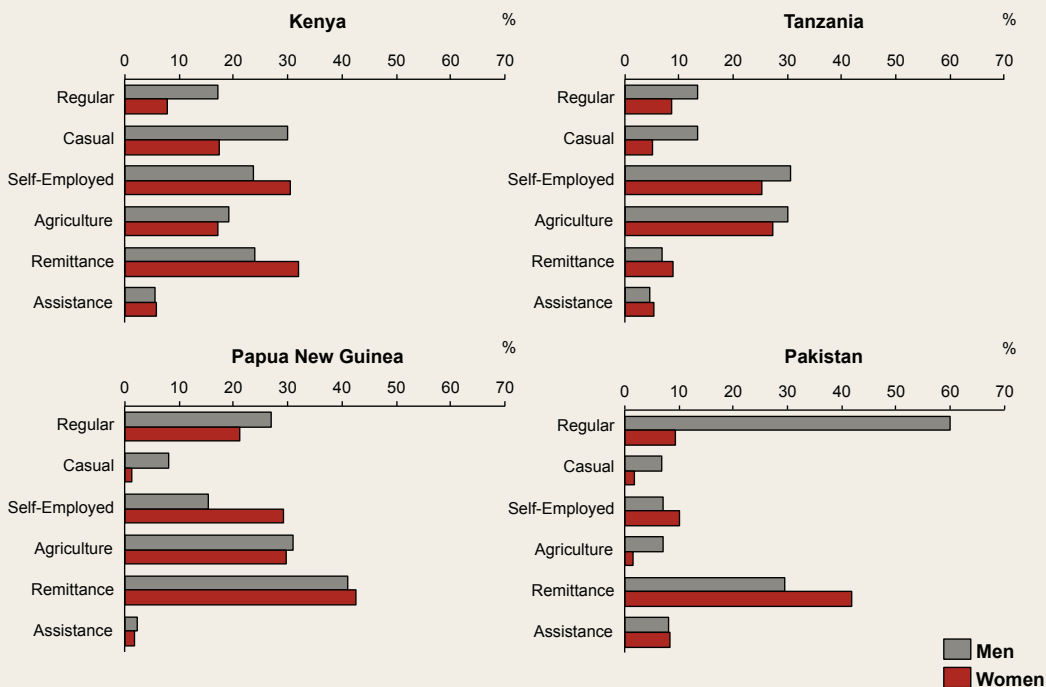 Kenya %
0 10 20 30 40 50 60 70
Regular
Casual
Self-Employed
Agriculture
Remittance
Assistance
Tanzania %
0 10 20 30 40 50 60 70
Regular
Casual
Self-Employed
Agriculture
Remittance
Assistance
Papua New Guinea %
0 10 20 30 40 50 60 70
Regular
Casual
Self-Employed
Agriculture
Remittance
Assistance
Pakistan %
0 10 20 30 40 50 60 70
Regular
Casual
Self-Employed
Agriculture
Remittance
Assistance
Men
Women